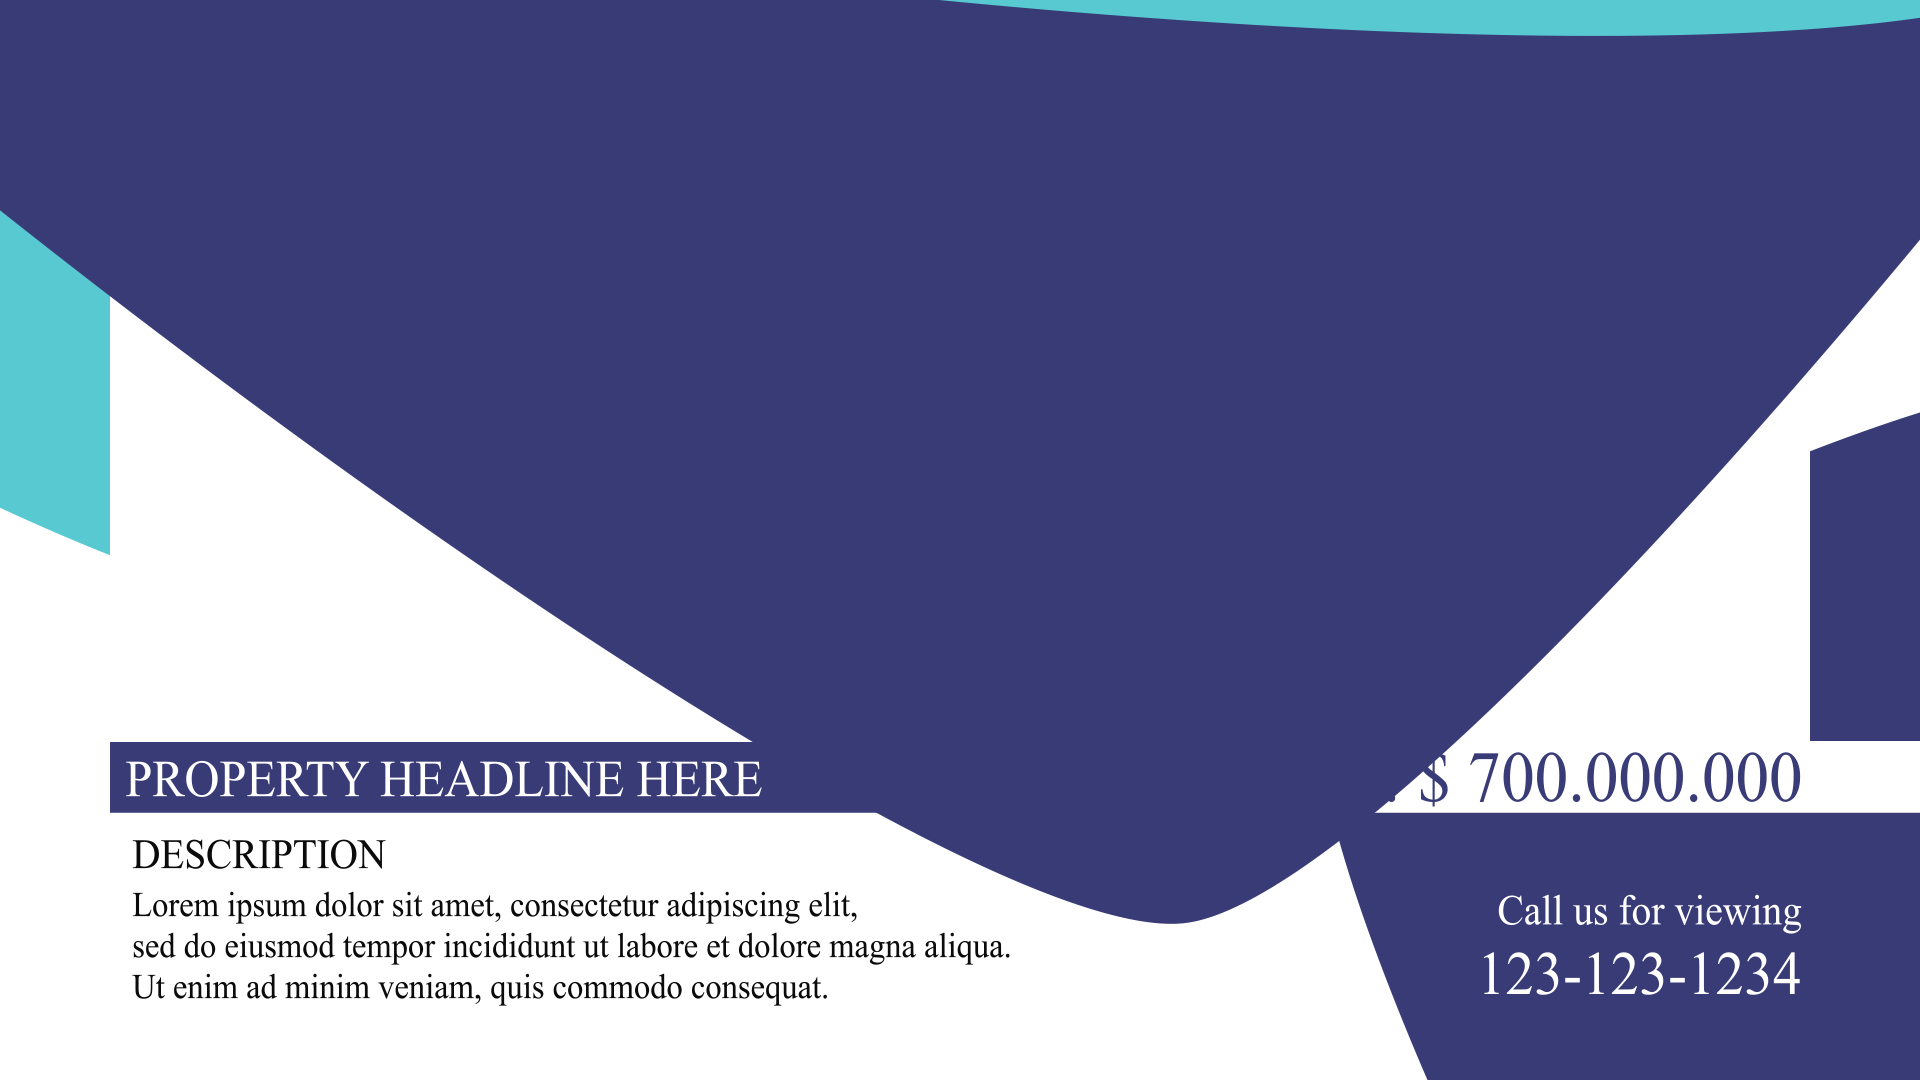 PROPERTY HEADLINE HERE
$ 700.000.000
DESCRIPTION
Lorem ipsum dolor sit amet, consectetur adipiscing elit,
sed do eiusmod tempor incididunt ut labore et dolore magna aliqua.
Ut enim ad minim veniam, quis commodo consequat.
Call us for viewing
123-123-1234